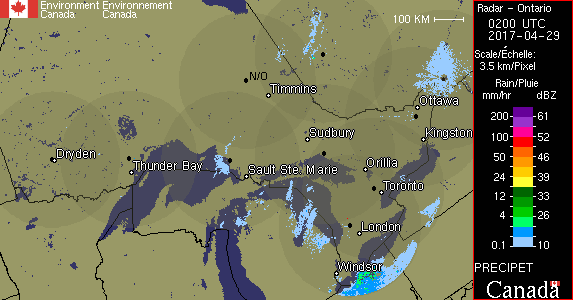 Environment Environnement
Canada Canada
100 KM
N/O
Timmins
Ottawa
Sudbury
Kingston
Dryden
Thunder Bay
Sault Ste. Marie
Orillia
Toronto
London
Windsor
Radar - Ontario
0200 UTC
2017-04-29
Scale/Échelle:
3.5 km/Pixel
Rain/Pluie
mm/hr dBZ
200 61
100 52
50 46
24 39
12 33
4 26
0.1 10
PRECIPET
Canada